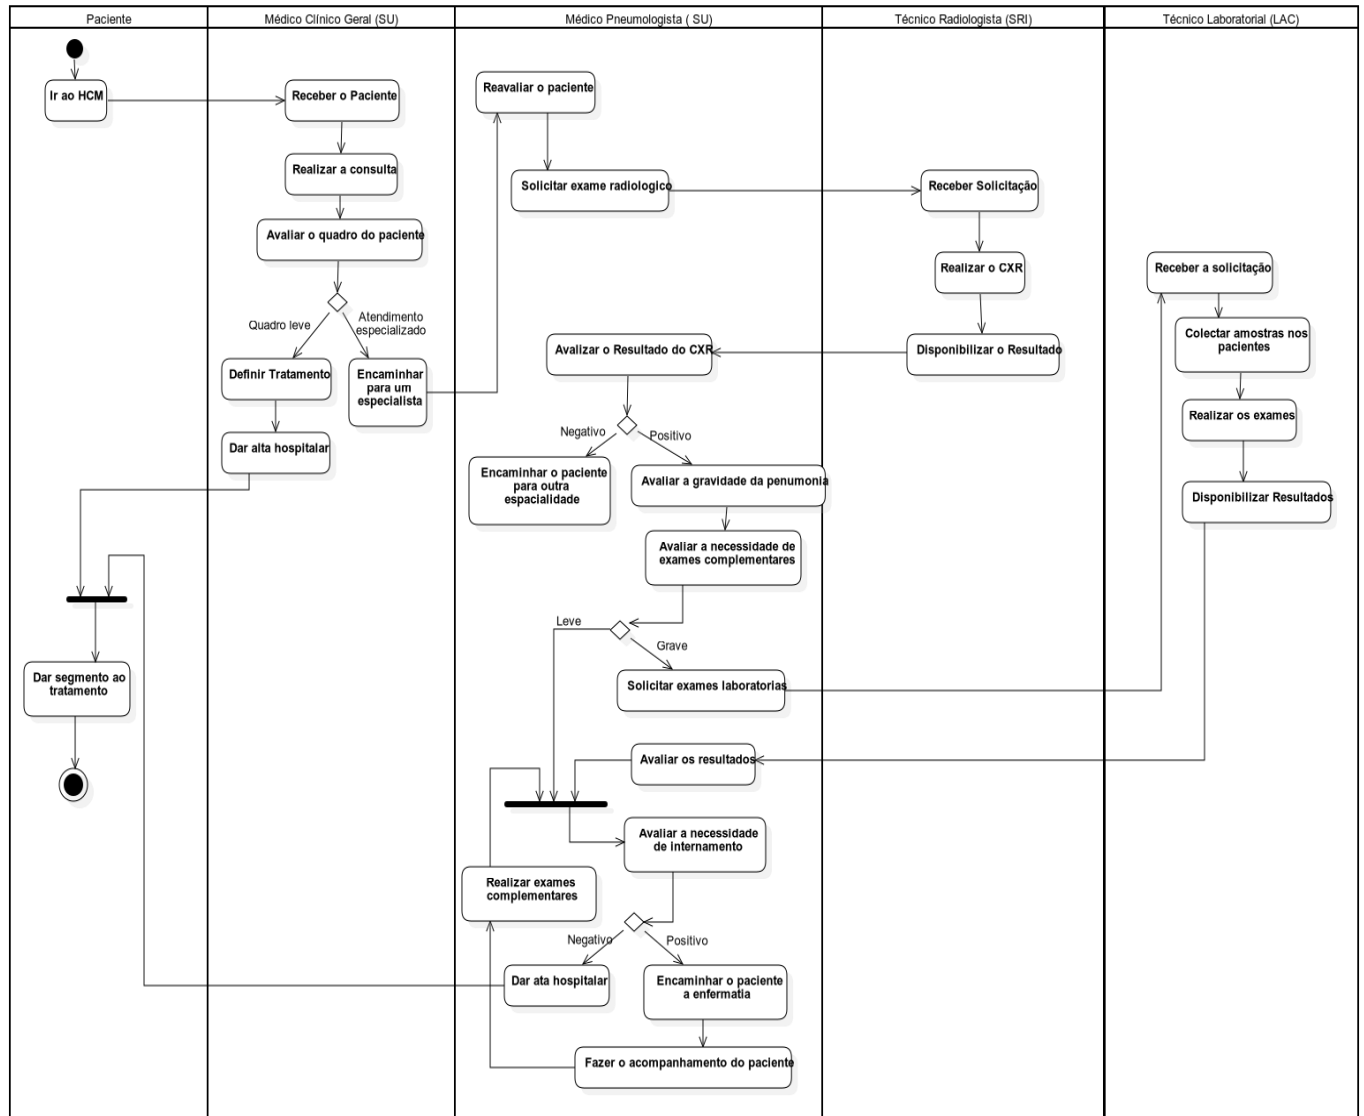 Paciente
Médico Clínico Geral (SU)
Médico Pneumologista ( SU)
Técnico Radiologista (SRI)
Técnico Laboratorial (LAC)
Ir ao HCM
Receber o Paciente
Realizar a consulta
Avaliar o quadro do paciente
Quadro leve
Atendimento
especializado
Definir Tratamento
Encaminhar
para um
especialista
Dar alta hospitalar
Reavaliar o paciente
Solicitar exame radiologico
Receber Solicitação
Realizar o CXR
Disponibilizar o Resultado
Avalizar o Resultado do CXR
Negativo
Positivo
Encaminhar o paciente
para outra
espacialidade
Avaliar a gravidade da penumonia
Avaliar a necessidade de
exames complementares
Leve
Grave
Solicitar exames laboratorias
Receber a solicitação
Colectar amostras nos
pacientes
Realizar os exames
Disponibilizar Resultados
Avaliar os resultados
Avaliar a necessidade
de internamento
Realizar exames
complementares
Negativo
Positivo
Dar ata hospitalar
Encaminhar o paciente
a enfermatia
Fazer o acompanhamento do paciente
Dar segmento ao
tratamento